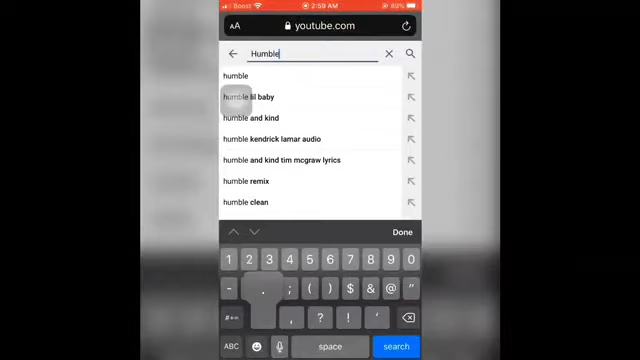 Boost 2:59 AM 89%
AA youtube.com
Humble
humble
humble lil baby
humble and kind
humble kendrick lamar audio
humble and kind tim mcgraw lyrics
humble remix
humble clean
Done
1 2 3 4 5 6 7 8 9 0
- . ; ( ) $ & @ "
#+= , ? ! '
ABC space search